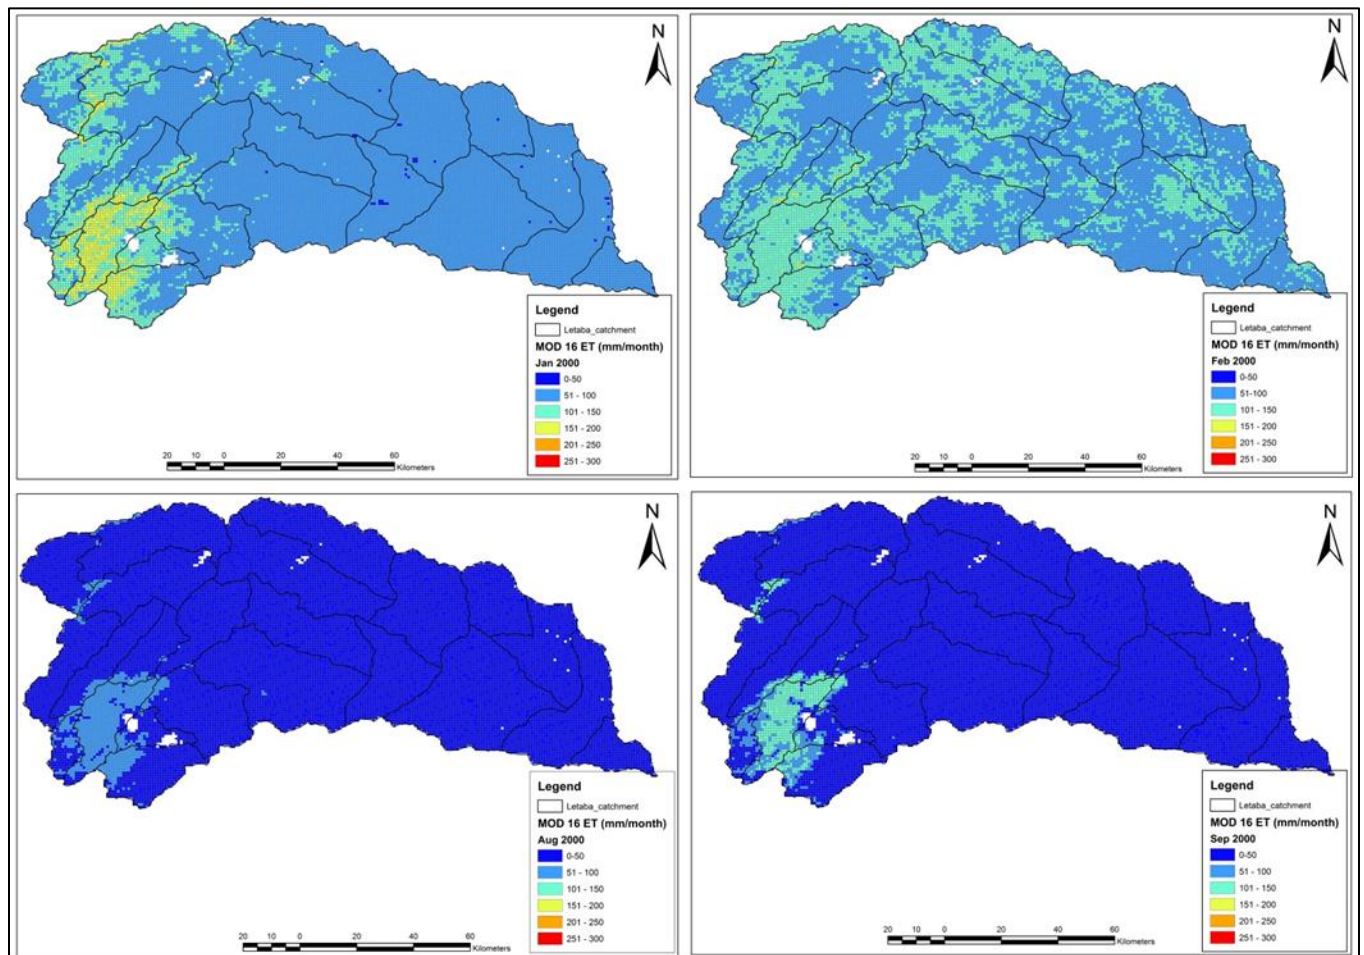 N
Legend
Letaba_catchment
MOD 16 ET (mm/month)
Jan 2000
0-50
51 - 100
101 - 150
151 - 200
201 - 250
251 - 300
20 10 0 20 40 60
Kilometers
N
Legend
Letaba_catchment
MOD 16 ET (mm/month)
Feb 2000
0-50
51-100
101 - 150
151 - 200
201 - 250
251 - 300
20 10 0 20 40 60
Kilometers
N
Legend
Letaba_catchment
MOD 16 ET (mm/month)
Aug 2000
0-50
51 - 100
101 - 150
151 - 200
201 - 250
251 - 300
20 10 0 20 40 60
Kilometers
N
Legend
Letaba_catchment
MOD 16 ET (mm/month)
Sep 2000
0-50
51 - 100
101 - 150
151 - 200
201 - 250
251 - 300
20 10 0 20 40 60
Kilometers